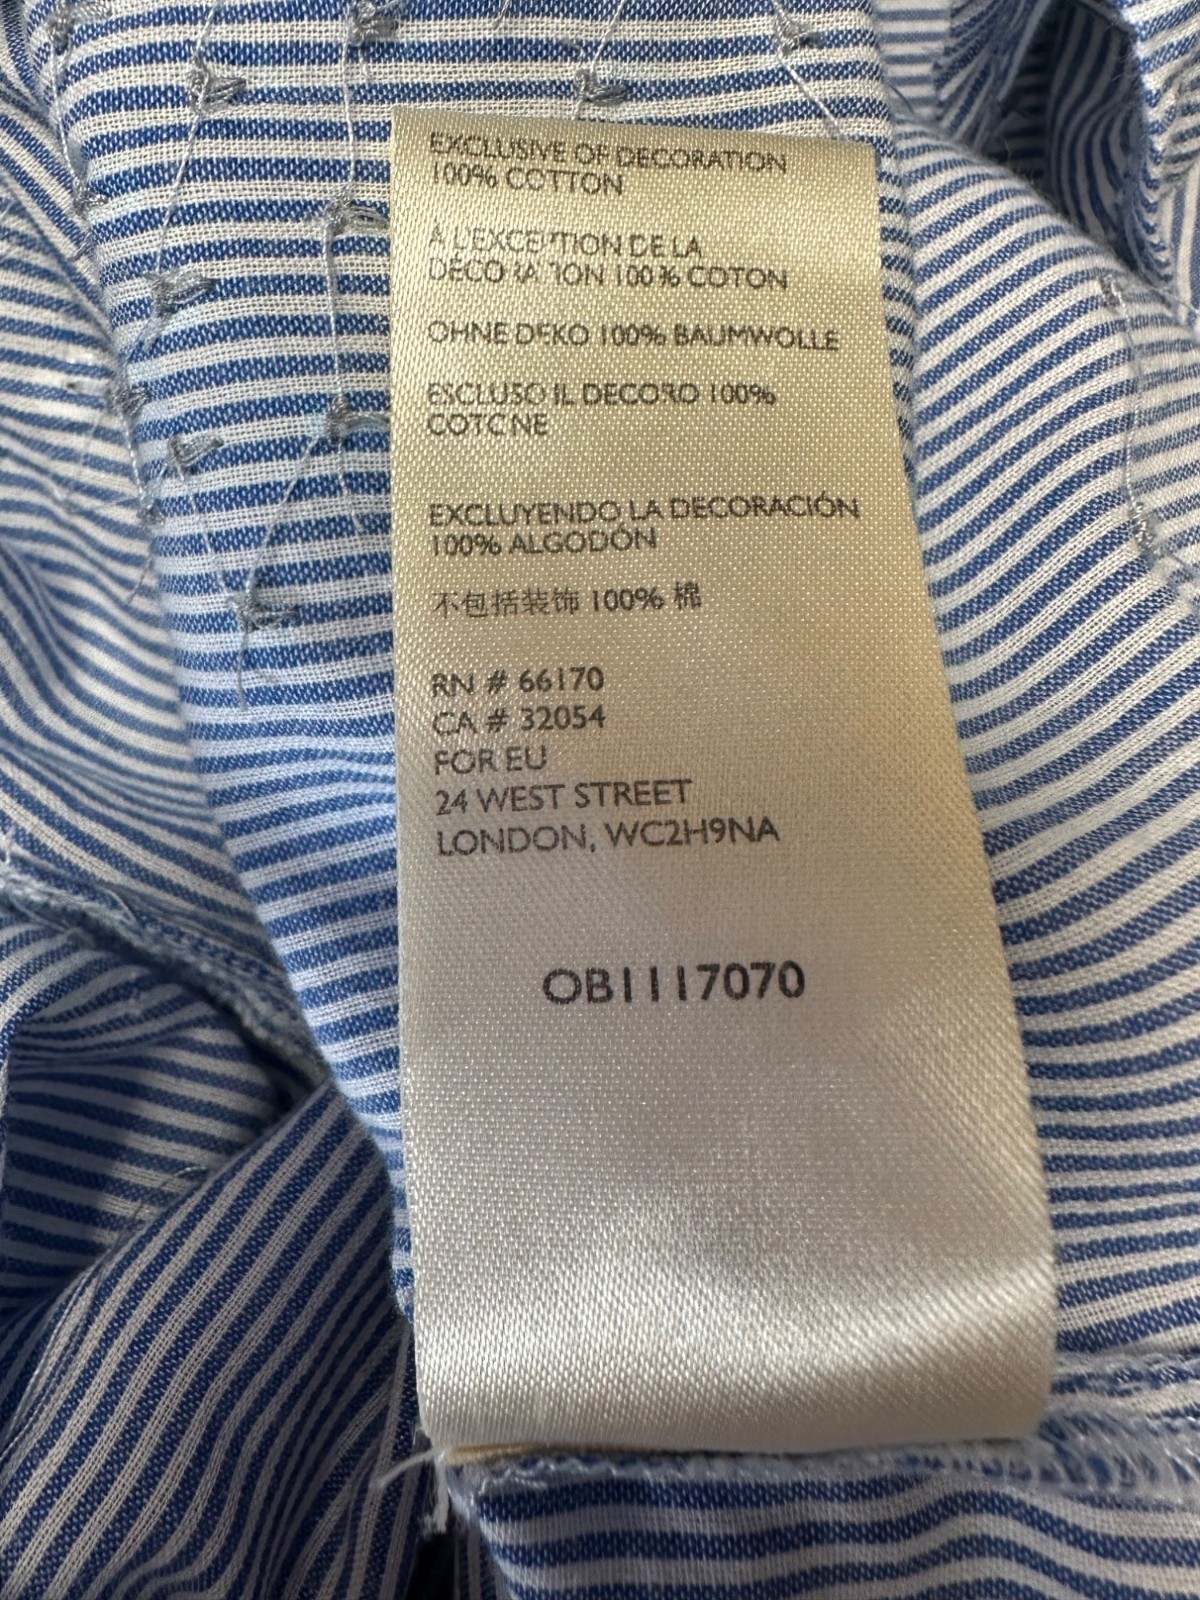 EXCLUSIVE OF DECORATION
100% COTTON
À L'EXCEPTION DE LA
DÉCORATION 100% COTON
OHNE DEKO 100% BAUMWOLLE
ESCLUSO IL DECORO 100%
COTONE
EXCLUYENDO LA DECORACIÓN
100% ALGODÓN
不包括装饰 100% 棉
RN # 66170
CA # 32054
FOR EU
24 WEST STREET
LONDON, WC2H9NA
OB1117070